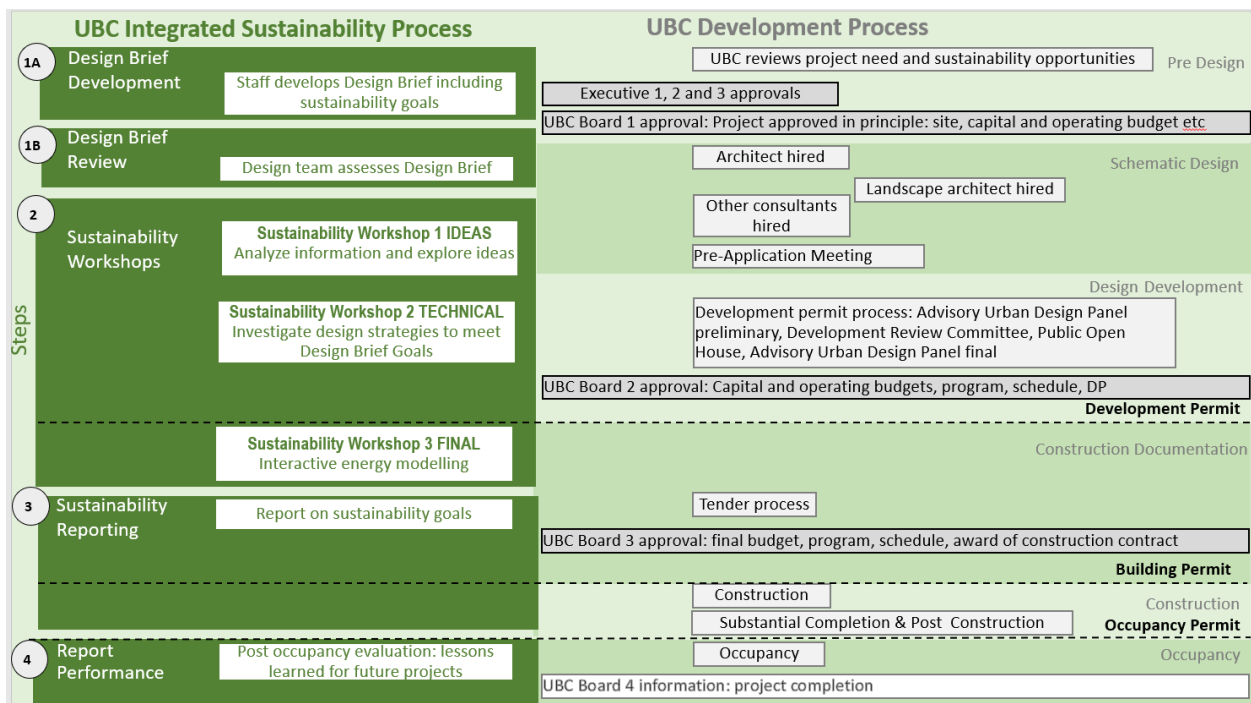 UBC Integrated Sustainability Process
UBC Development Process
Steps
1A
Design Brief
Development
Staff develops Design Brief including
sustainability goals
UBC reviews project need and sustainability opportunities
Pre Design
Executive 1, 2 and 3 approvals
UBC Board 1 approval: Project approved in principle: site, capital and operating budget etc
1B
Design Brief
Review
Design team assesses Design Brief
Architect hired
Schematic Design
Landscape architect hired
Other consultants
hired
Pre-Application Meeting
2
Sustainability
Workshops
Sustainability Workshop 1 IDEAS
Analyze information and explore ideas
Sustainability Workshop 2 TECHNICAL
Investigate design strategies to meet
Design Brief Goals
Design Development
Development permit process: Advisory Urban Design Panel
preliminary, Development Review Committee, Public Open
House, Advisory Urban Design Panel final
UBC Board 2 approval: Capital and operating budgets, program, schedule, DP
Development Permit
Sustainability Workshop 3 FINAL
Interactive energy modelling
Construction Documentation
3
Sustainability
Reporting
Report on sustainability goals
Tender process
UBC Board 3 approval: final budget, program, schedule, award of construction contract
Building Permit
Construction
Construction
Substantial Completion & Post Construction
Occupancy Permit
4
Report
Performance
Post occupancy evaluation: lessons
learned for future projects
Occupancy
Occupancy
UBC Board 4 information: project completion